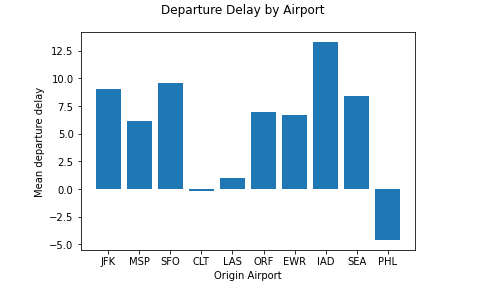 Departure Delay by Airport
Mean departure delay
12.5
10.0
7.5
5.0
2.5
0.0
−2.5
−5.0
JFK MSP SFO CLT LAS ORF EWR IAD SEA PHL
Origin Airport